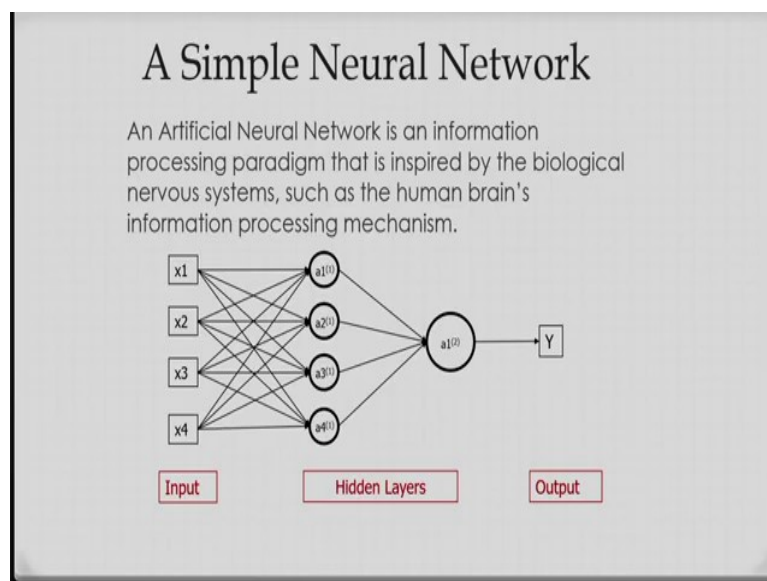 A Simple Neural Network
An Artificial Neural Network is an information
processing paradigm that is inspired by the biological
nervous systems, such as the human brain's
information processing mechanism.
x1
a1(1)
x2
a2(1)
a1(2)
Y
x3
a3(1)
x4
a4(1)
Input
Hidden Layers
Output